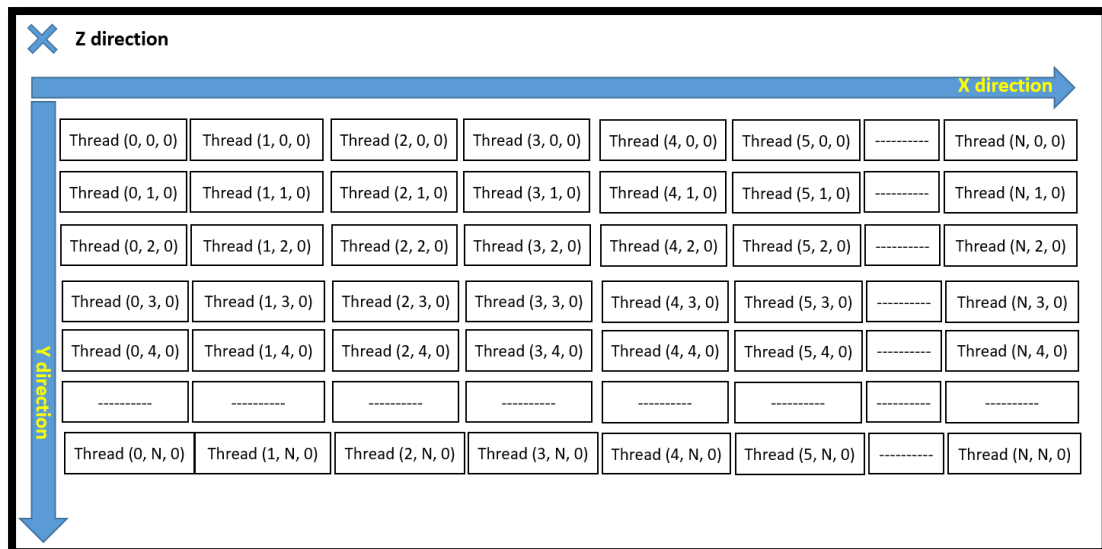 Z direction
X direction
Thread (0, 0, 0) Thread (1, 0, 0) Thread (2, 0, 0) Thread (3, 0, 0) Thread (4, 0, 0) Thread (5, 0, 0) ---------- Thread (N, 0, 0)
Thread (0, 1, 0) Thread (1, 1, 0) Thread (2, 1, 0) Thread (3, 1, 0) Thread (4, 1, 0) Thread (5, 1, 0) ---------- Thread (N, 1, 0)
Thread (0, 2, 0) Thread (1, 2, 0) Thread (2, 2, 0) Thread (3, 2, 0) Thread (4, 2, 0) Thread (5, 2, 0) ---------- Thread (N, 2, 0)
Thread (0, 3, 0) Thread (1, 3, 0) Thread (2, 3, 0) Thread (3, 3, 0) Thread (4, 3, 0) Thread (5, 3, 0) ---------- Thread (N, 3, 0)
Thread (0, 4, 0) Thread (1, 4, 0) Thread (2, 4, 0) Thread (3, 4, 0) Thread (4, 4, 0) Thread (5, 4, 0) ---------- Thread (N, 4, 0)
---------- ---------- ---------- ---------- ---------- ---------- ---------- ----------
Thread (0, N, 0) Thread (1, N, 0) Thread (2, N, 0) Thread (3, N, 0) Thread (4, N, 0) Thread (5, N, 0) ---------- Thread (N, N, 0)
Y direction